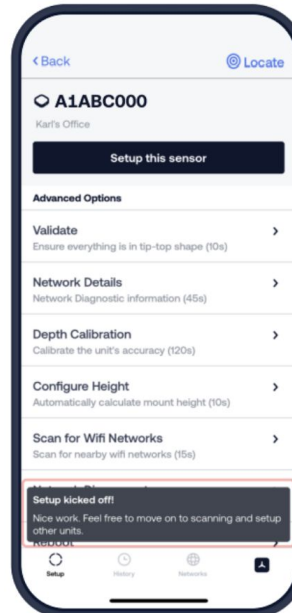 Back
Locate
A1ABC000
Karl's Office
Setup this sensor
Advanced Options
Validate
Ensure everything is in tip-top shape (10s)
Network Details
Network Diagnostic information (45s)
Depth Calibration
Calibrate the unit's accuracy (120s)
Configure Height
Automatically calculate mount height (10s)
Scan for Wifi Networks
Scan for nearby wifi networks (15s)
Setup kicked off!
Nice work. Feel free to move on to scanning and setup
other units.
Reboot
Setup
History
Networks